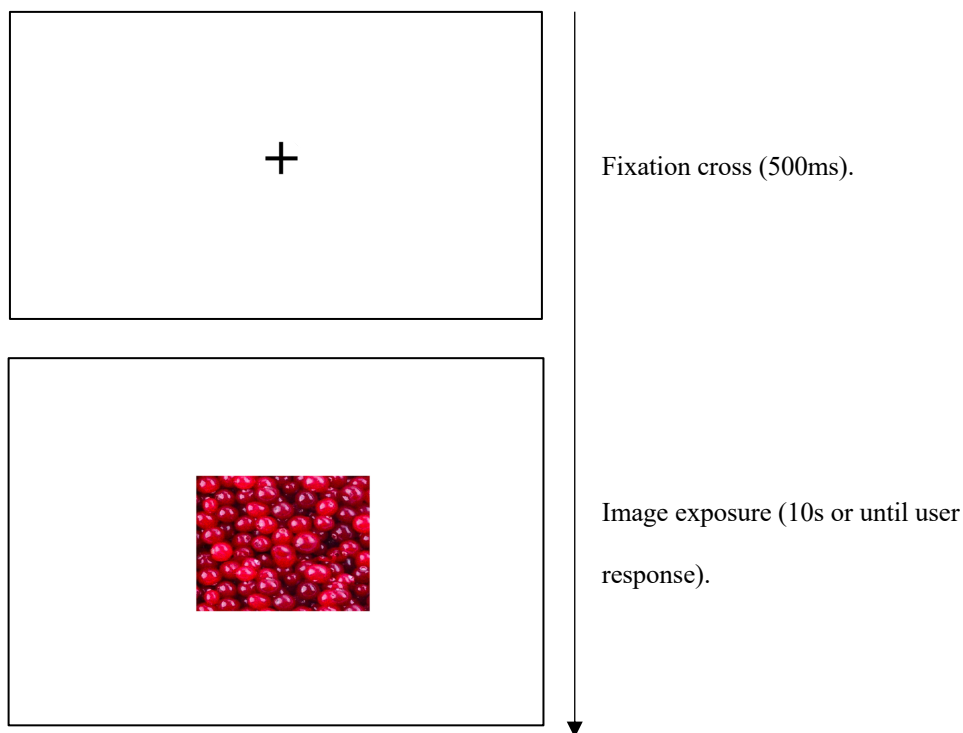 Fixation cross (500ms).
Image exposure (10s or until user
response).